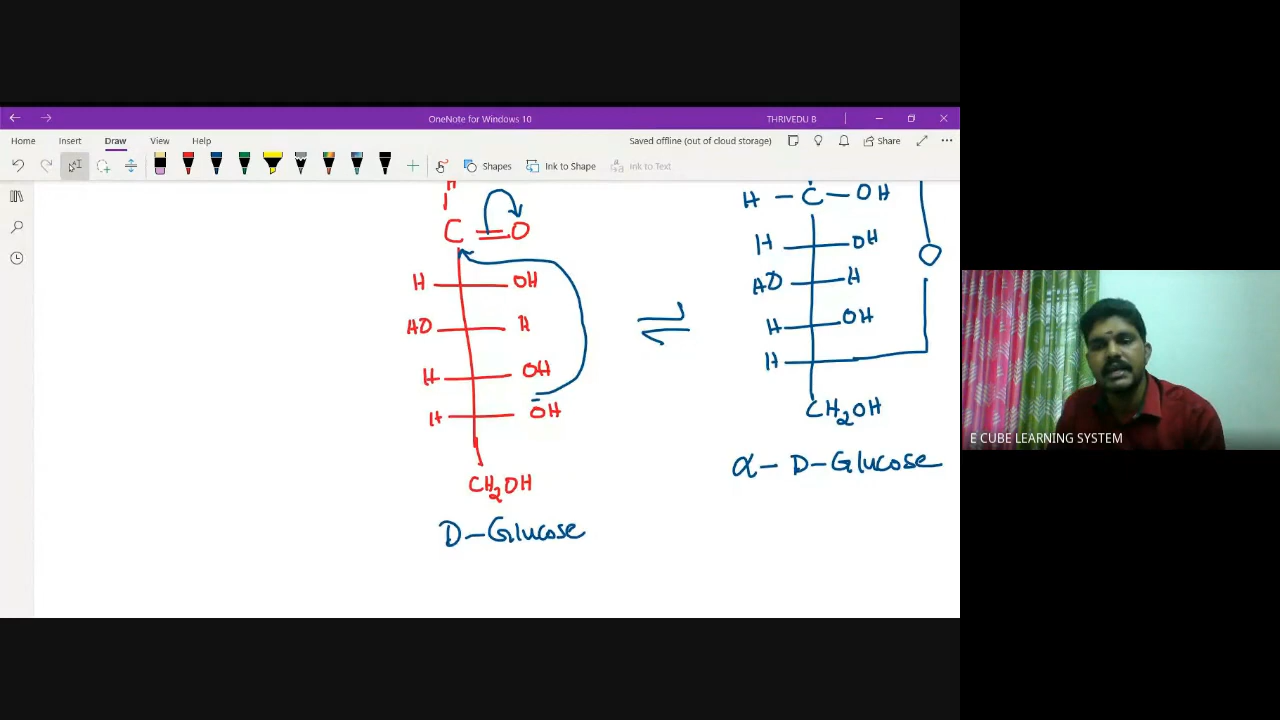 OneNote for Windows 10
THRIVEDU B
Home Insert Draw View Help
Saved offline (out of cloud storage)
Share
Shapes
Ink to Shape
Ink to Text
H
C = O
H OH
HO H
H OH
H OH
CH2OH
D-Glucose
H - C - OH
H OH
HO H
O
H OH
H
CH2OH
α- D-Glucose
E CUBE LEARNING SYSTEM